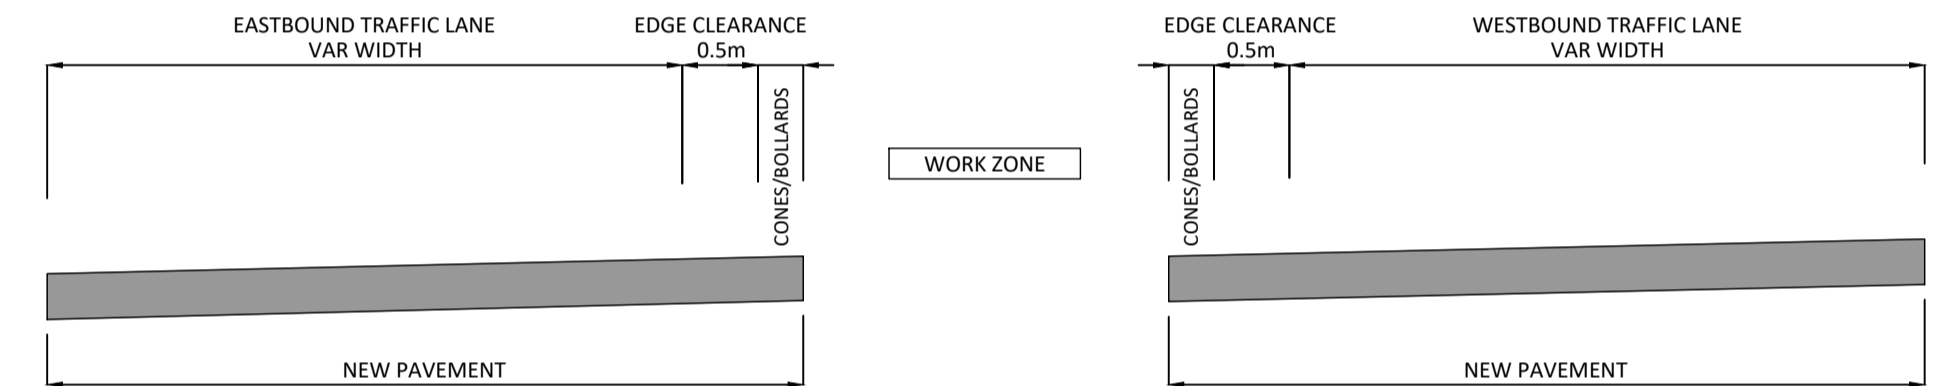 EASTBOUND TRAFFIC LANE
VAR WIDTH
EDGE CLEARANCE
0.5m
CONES/BOLLARDS
WORK ZONE
EDGE CLEARANCE
0.5m
WESTBOUND TRAFFIC LANE
VAR WIDTH
CONES/BOLLARDS
NEW PAVEMENT
NEW PAVEMENT